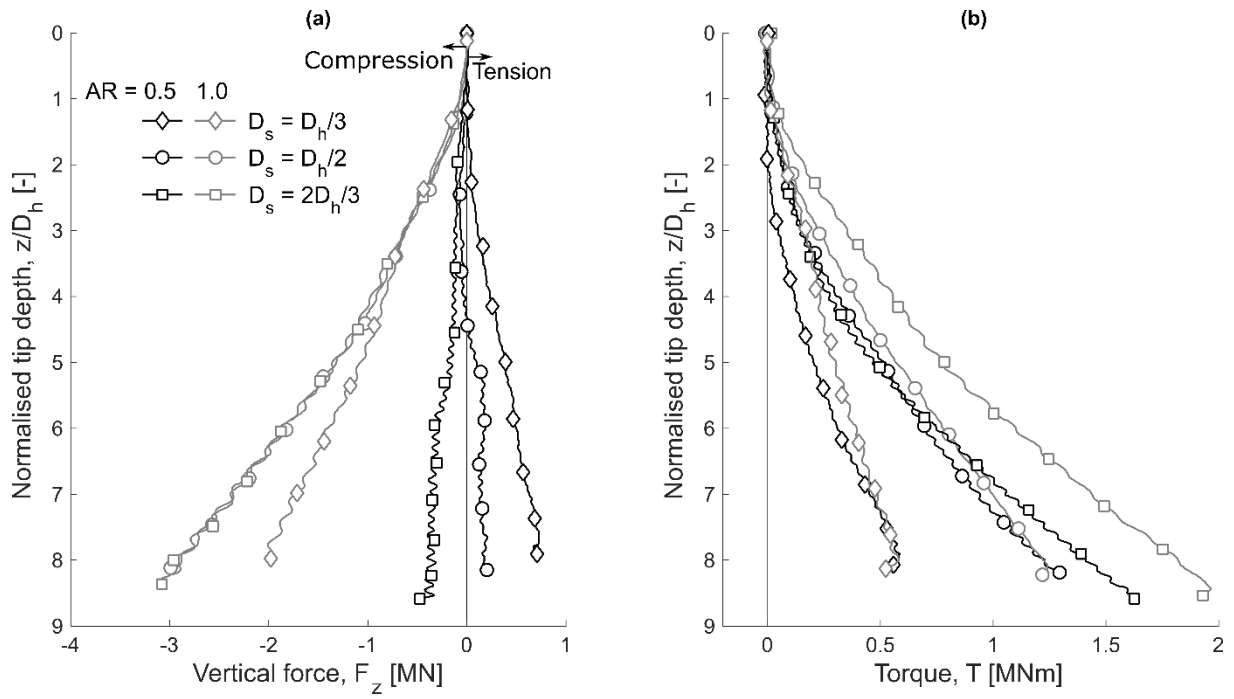 (a)
0
1
2
3
4
5
6
7
8
9
Normalised tip depth, z/D_h [-]
Compression
Tension
AR = 0.5 1.0
D_s = D_h/3
D_s = D_h/2
D_s = 2D_h/3
-4 -3 -2 -1 0 1
Vertical force, F_z [MN]
(b)
0
1
2
3
4
5
6
7
8
9
Normalised tip depth, z/D_h [-]
0 0.5 1 1.5 2
Torque, T [MNm]